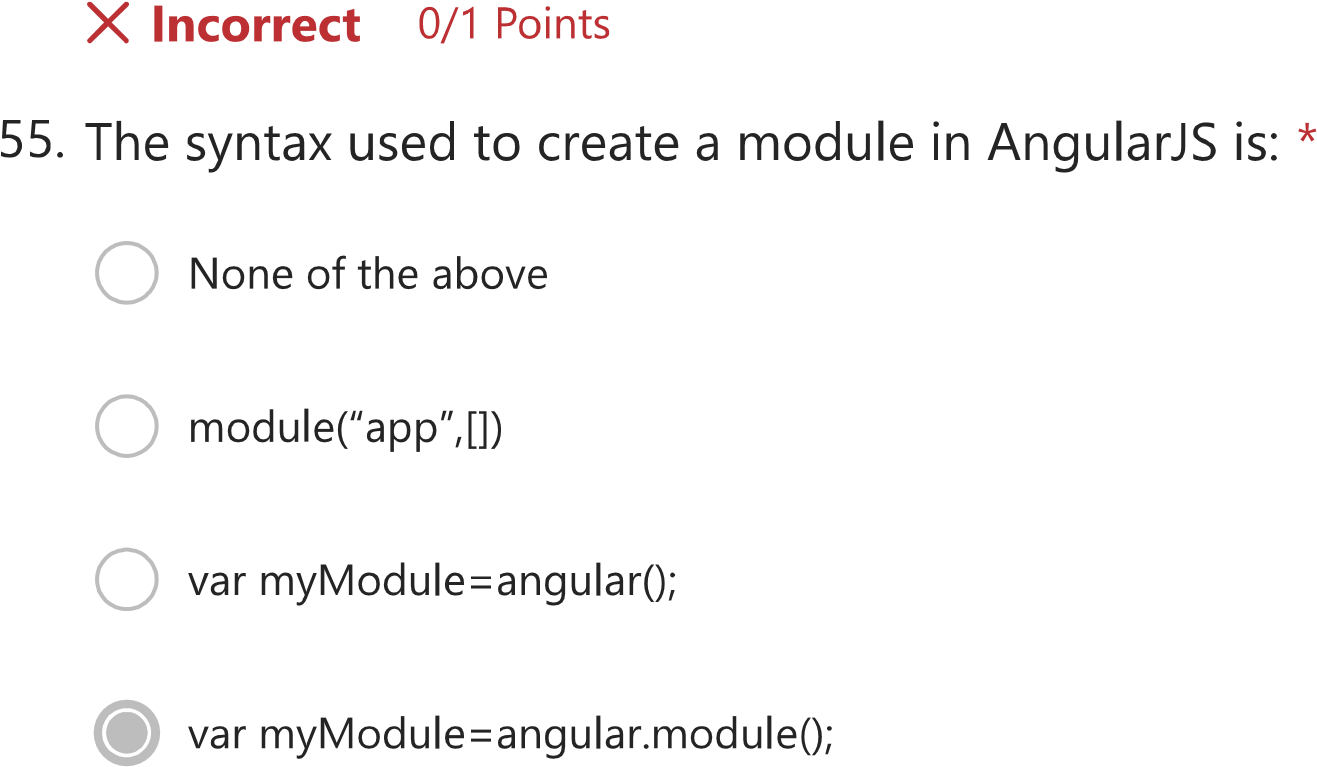 Incorrect 0/1 Points
55. The syntax used to create a module in AngularJS is: *
None of the above
module(“app”,[])
var myModule=angular();
var myModule=angular.module();